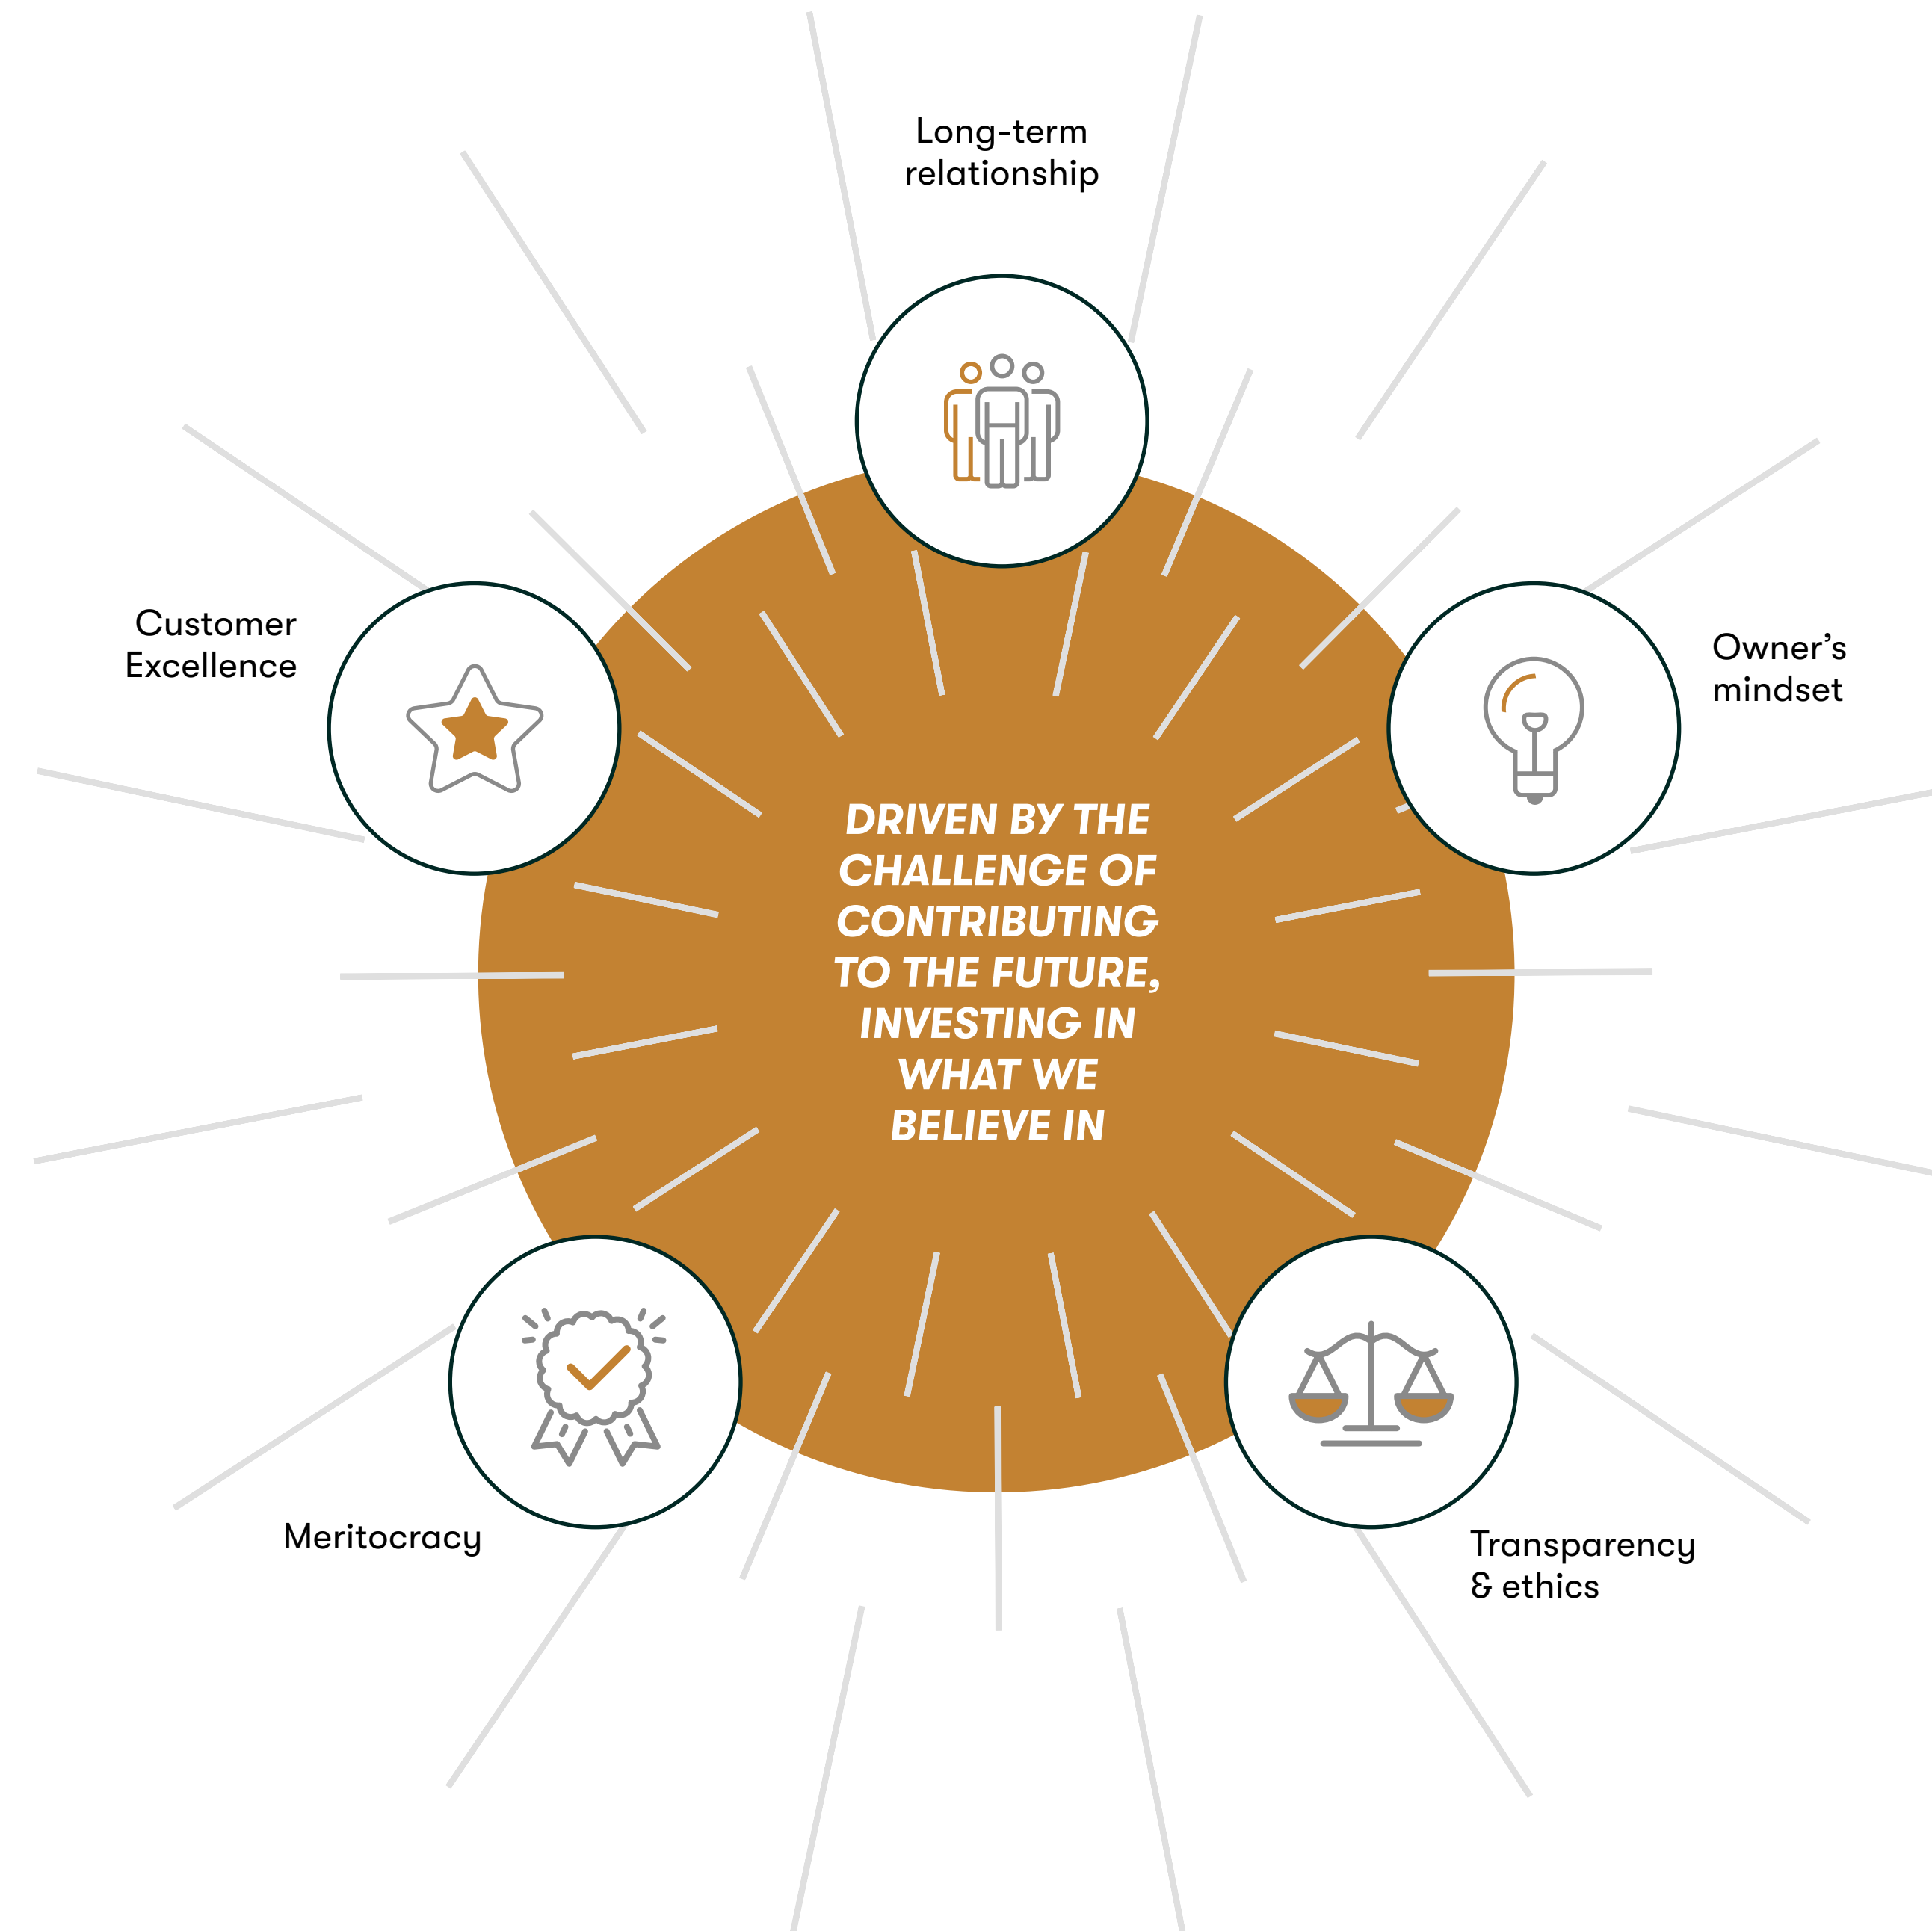 Long-term
relationship
Customer
Excellence
Owner’s
mindset
DRIVEN BY THE
CHALLENGE OF
CONTRIBUTING
TO THE FUTURE,
INVESTING IN
WHAT WE
BELIEVE IN
Meritocracy
Transparency
& ethics